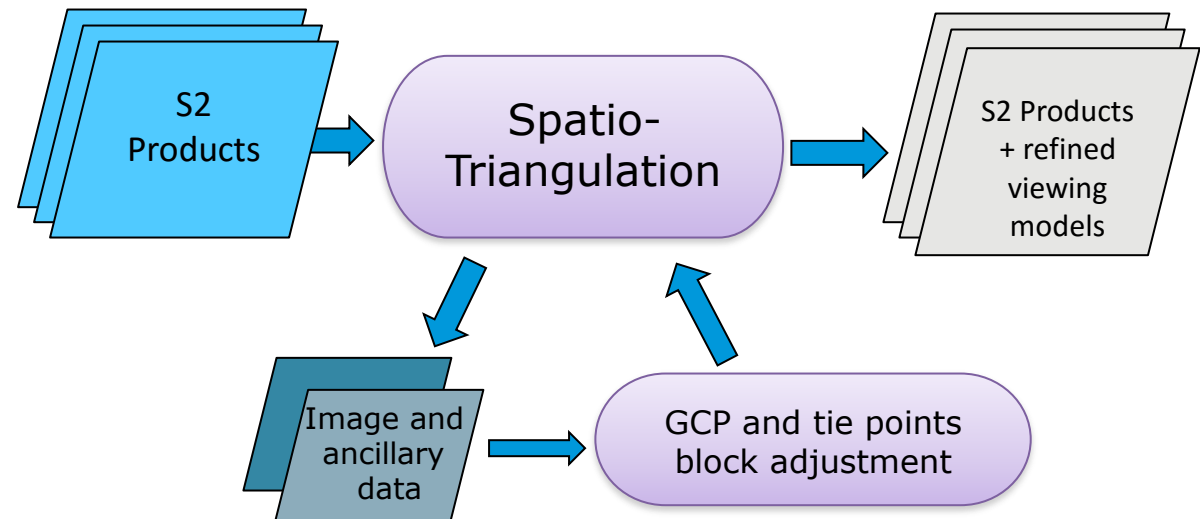 S2
Products
Spatio-
Triangulation
S2 Products
+ refined
viewing
models
Image and
ancillary
data
GCP and tie points
block adjustment